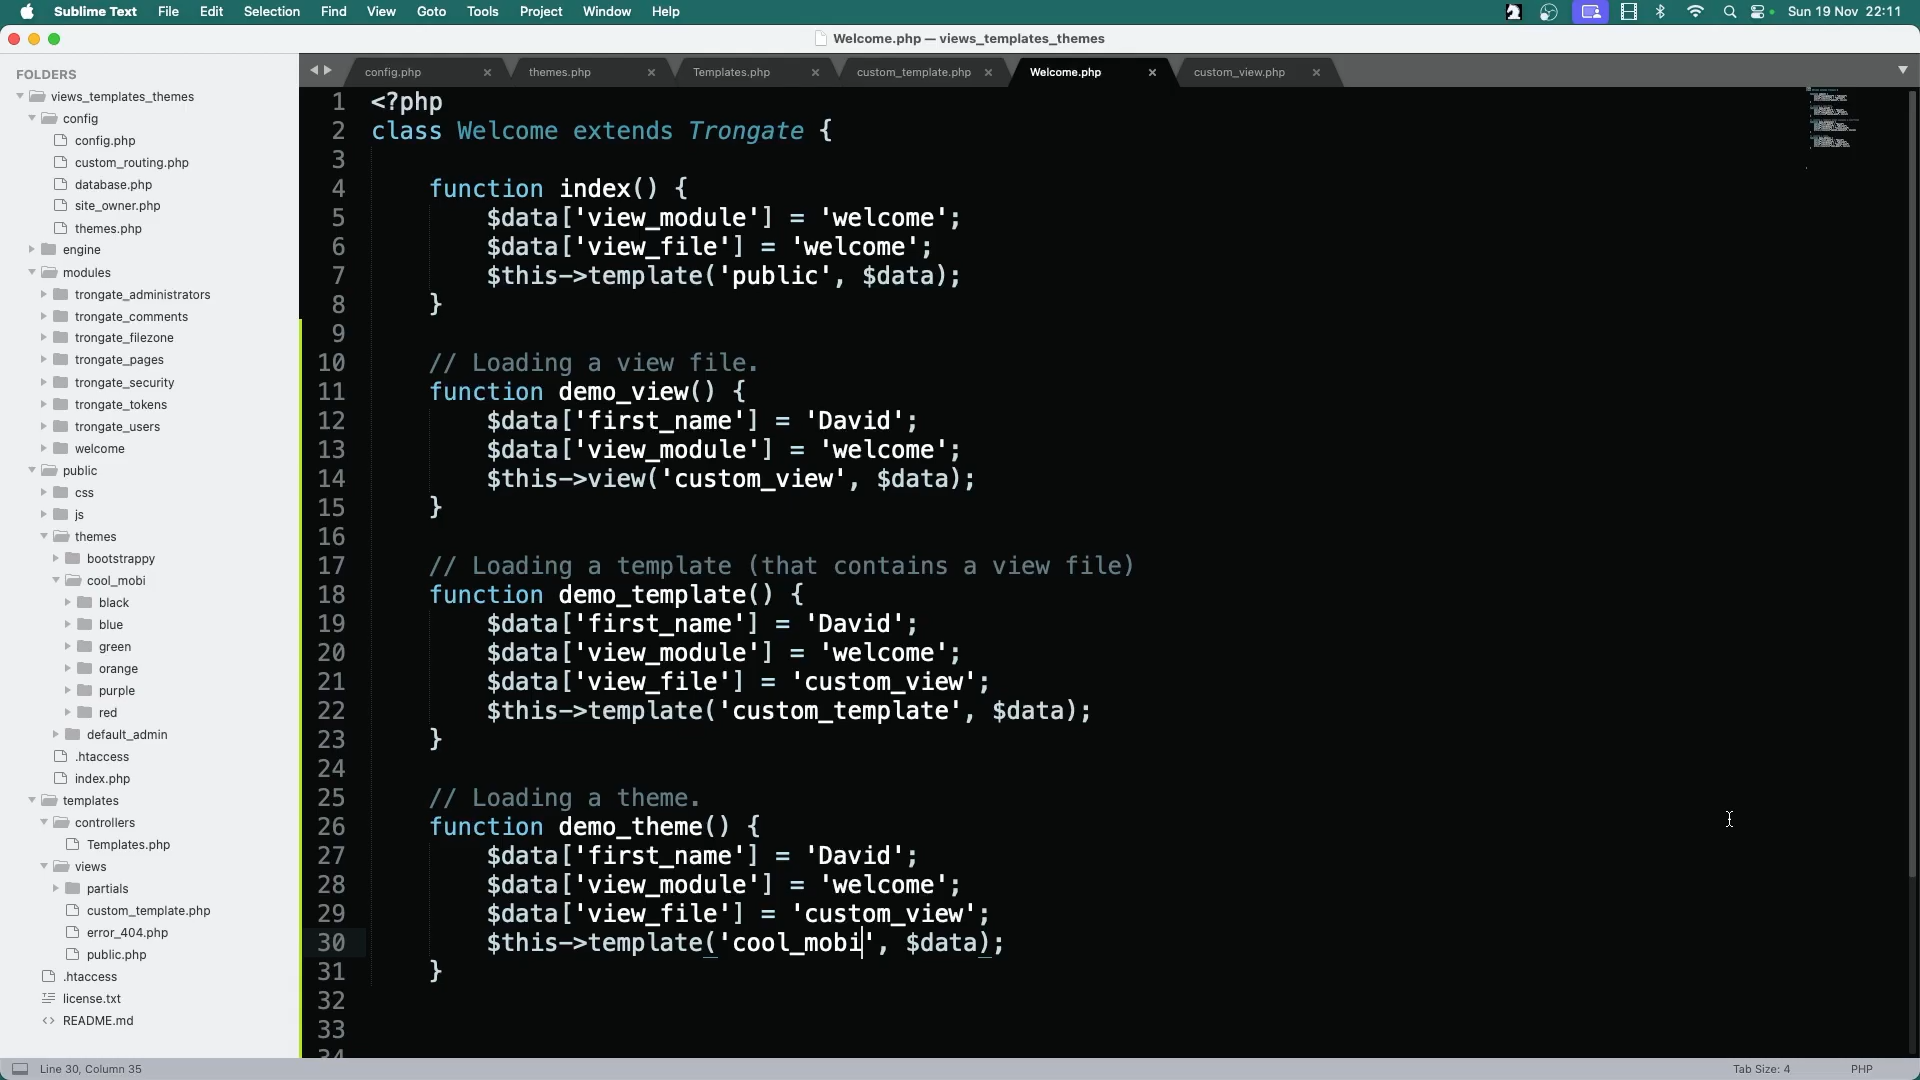 Sublime Text File Edit Selection Find View Goto Tools Project Window Help Sun 19 Nov 22:11
Welcome.php — views_templates_themes
FOLDERS
views_templates_themes
config
config.php
custom_routing.php
database.php
site_owner.php
themes.php
engine
modules
trongate_administrators
trongate_comments
trongate_filezone
trongate_pages
trongate_security
trongate_tokens
trongate_users
welcome
public
css
js
themes
bootstrappy
cool_mobi
black
blue
green
orange
purple
red
default_admin
.htaccess
index.php
templates
controllers
Templates.php
views
partials
custom_template.php
error_404.php
public.php
.htaccess
license.txt
README.md
config.php themes.php Templates.php custom_template.php Welcome.php custom_view.php
1 <?php
2 class Welcome extends Trongate {
3
4 function index() {
5 $data['view_module'] = 'welcome';
6 $data['view_file'] = 'welcome';
7 $this->template('public', $data);
8 }
9
10 // Loading a view file.
11 function demo_view() {
12 $data['first_name'] = 'David';
13 $data['view_module'] = 'welcome';
14 $this->view('custom_view', $data);
15 }
16
17 // Loading a template (that contains a view file)
18 function demo_template() {
19 $data['first_name'] = 'David';
20 $data['view_module'] = 'welcome';
21 $data['view_file'] = 'custom_view';
22 $this->template('custom_template', $data);
23 }
24
25 // Loading a theme.
26 function demo_theme() {
27 $data['first_name'] = 'David';
28 $data['view_module'] = 'welcome';
29 $data['view_file'] = 'custom_view';
30 $this->template('cool_mobi', $data);
31 }
32
33
34
Line 30, Column 35 Tab Size: 4 PHP